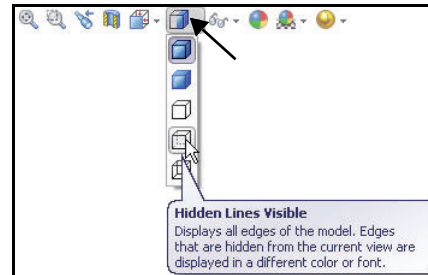 Hidden Lines Visible
Displays all edges of the model. Edges
that are hidden from the current view are
displayed in a different color or font.